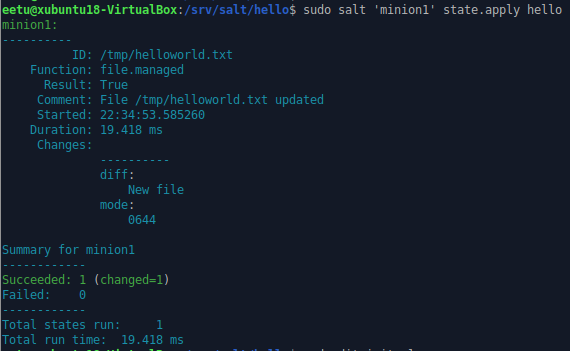 eetu@xubuntu18-VirtualBox:/srv/salt/hello$ sudo salt 'minion1' state.apply hello
minion1:
----------
          ID: /tmp/helloworld.txt
    Function: file.managed
      Result: True
     Comment: File /tmp/helloworld.txt updated
     Started: 22:34:53.585260
    Duration: 19.418 ms
     Changes:
              ----------
              diff:
                  New file
              mode:
                  0644

Summary for minion1
------------
Succeeded: 1 (changed=1)
Failed:    0
------------
Total states run:     1
Total run time:  19.418 ms